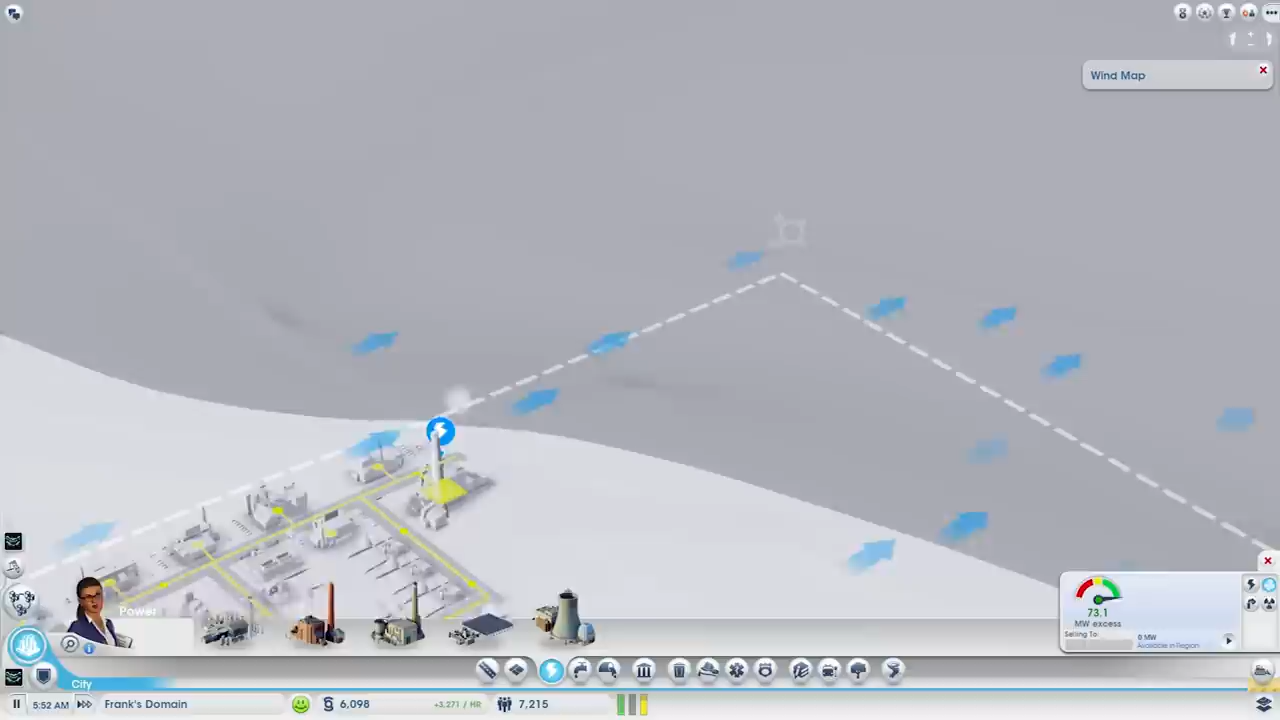 Wind Map
73.1
MW excess
Selling To:
0 MW
Available in Region
Power
City
5:52 AM
Frank's Domain
6,098
+3,271 / HR
7,215